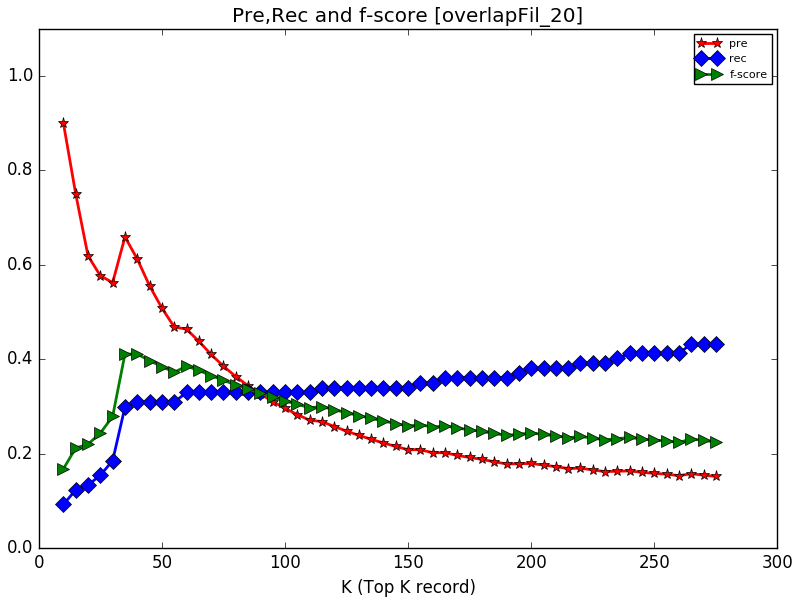 Pre,Rec and f-score [overlapFil_20]
pre
rec
f-score
1.0
0.8
0.6
0.4
0.2
0.0
0 50 100 150 200 250 300
K (Top K record)